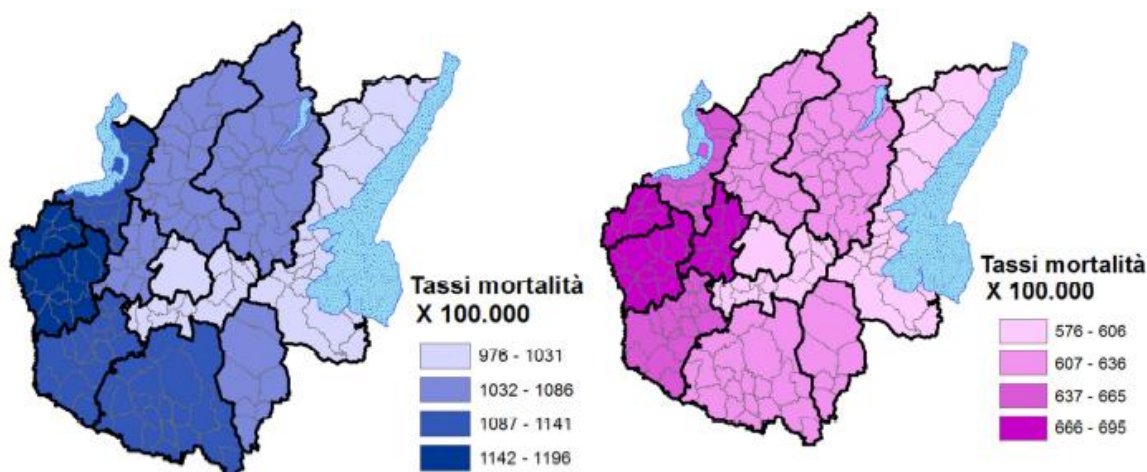 Tassi mortalità
X 100.000
976 - 1031
1032 - 1086
1087 - 1141
1142 - 1196
Tassi mortalità
X 100.000
576 - 606
607 - 636
637 - 665
666 - 695